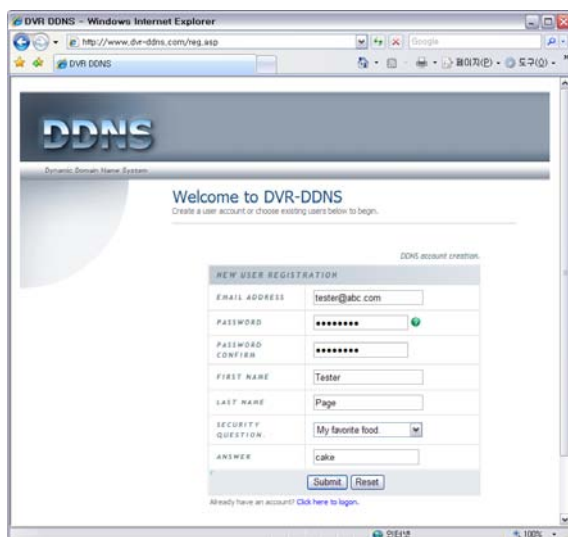 DVR DDNS - Windows Internet Explorer
http://www.dvr-ddns.com/reg.asp
Google
DVR DDNS
페이지(P)
도구(O)
DDNS
Dynamic Domain Name System
Welcome to DVR-DDNS
Create a user account or choose existing users below to begin.
DDNS account creation.
NEW USER REGISTRATION
EMAIL ADDRESS
tester@abc.com
PASSWORD
••••••••
PASSWORD CONFIRM
••••••••
FIRST NAME
Tester
LAST NAME
Page
SECURITY QUESTION.
My favorite food.
ANSWER
cake
Submit
Reset
Already have an account? Click here to logon.
인터넷
100%